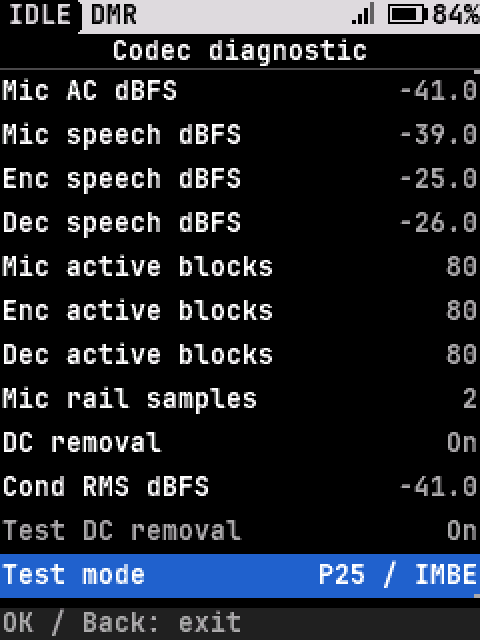 IDLE DMR 84%
Codec diagnostic
Mic AC dBFS -41.0
Mic speech dBFS -39.0
Enc speech dBFS -25.0
Dec speech dBFS -26.0
Mic active blocks 80
Enc active blocks 80
Dec active blocks 80
Mic rail samples 2
DC removal On
Cond RMS dBFS -41.0
Test DC removal On
Test mode P25 / IMBE
OK / Back: exit